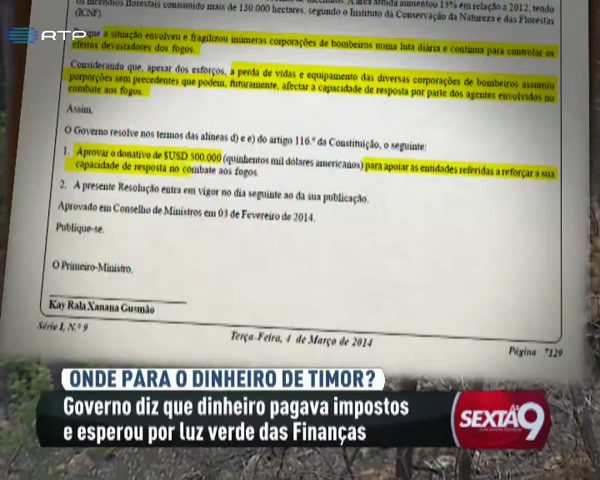 os incêndios florestais consumido mais de 130.000 hectares, segundo o Instituto da Conservação da Natureza e das Florestas
(ICNF).
RTP
que a situação envolveu e fragilizou inúmeras corporações de bombeiros numa luta diária e contínua para controlar os
efeitos devastadores dos fogos.
Considerando que, apesar dos esforços, a perda de vidas e equipamento das diversas corporações de bombeiros assumiu
porporções sem precedentes que podem, futuramente, afectar a capacidade de resposta por parte dos agentes envolvidos no
combate aos fogos.
Assim,
O Governo resolve nos termos das alíneas d) e e) do artigo 116.º da Constituição, o seguinte:
1. Aprovar o donativo de $USD 500,000 (quinhentos mil dólares americanos) para apoiar as entidades referidas a reforçar a sua
capacidade de resposta no combate aos fogos.
2. A presente Resolução entra em vigor no dia seguinte ao da sua publicação.
Aprovado em Conselho de Ministros em 03 de Fevereiro de 2014.
Publique-se.
O Primeiro-Ministro,
Kay Rala Xanana Gusmão
Série I, N.º 9
Terça-Feira, 4 de Março de 2014
Página 7129
ONDE PARA O DINHEIRO DE TIMOR?
Governo diz que dinheiro pagava impostos
e esperou por luz verde das Finanças
SEXTA
ÀS
9